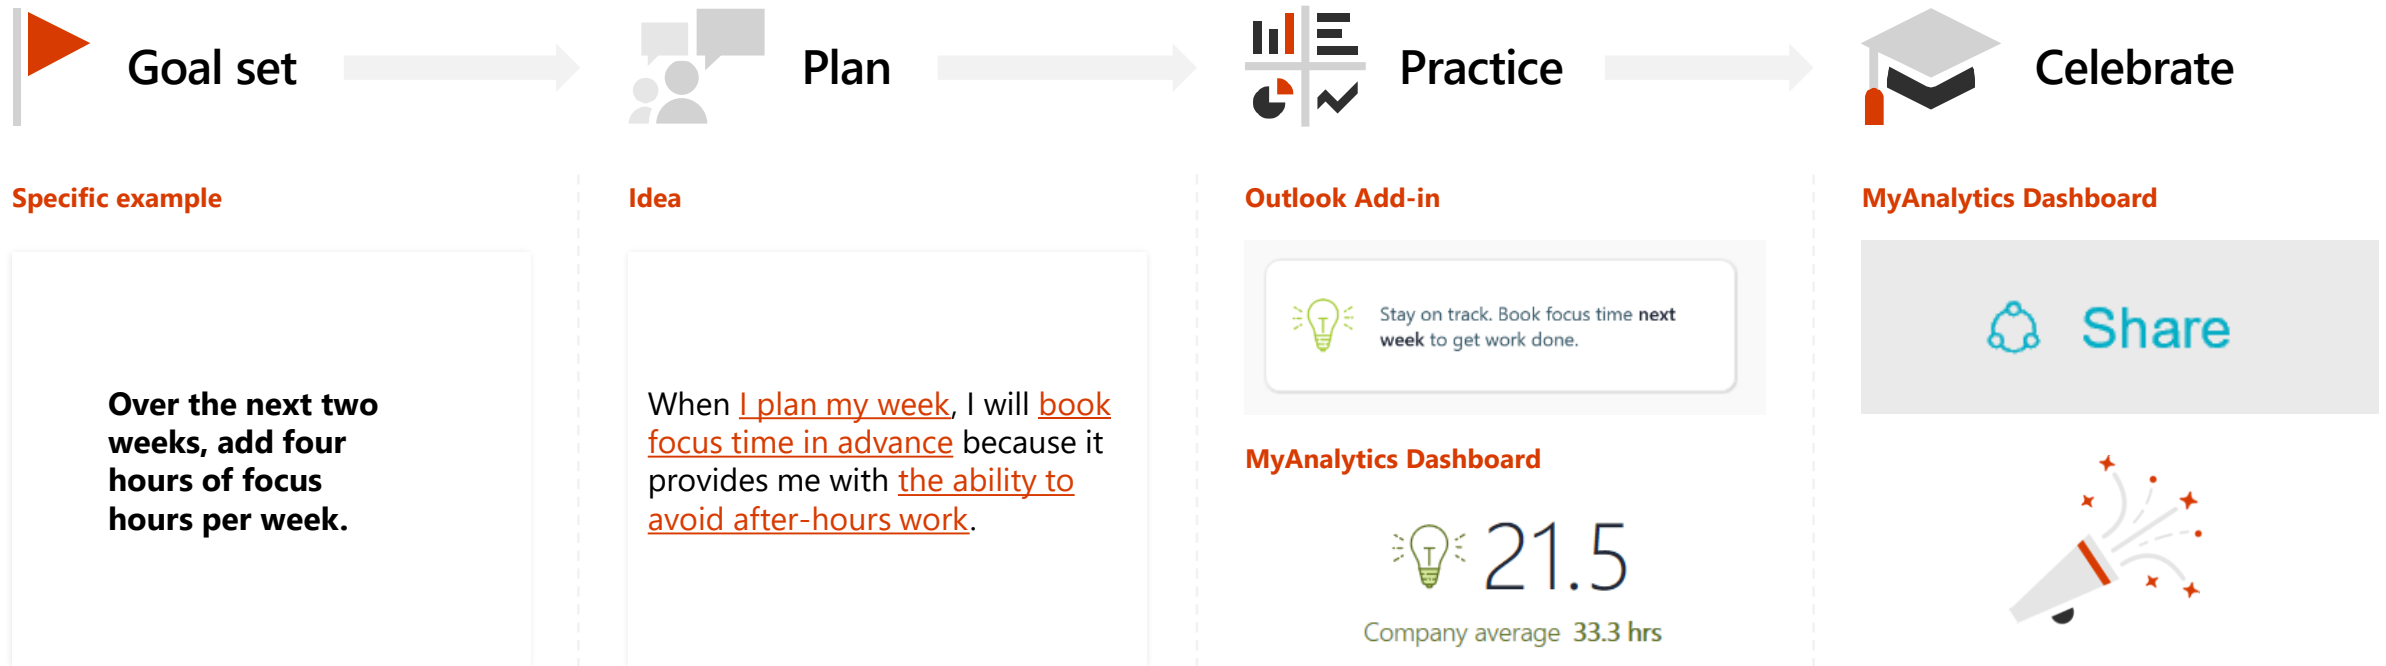 Goal set
Plan
Practice
Celebrate
Specific example
Over the next two
weeks, add four
hours of focus
hours per week.
Idea
When I plan my week, I will book
focus time in advance because it
provides me with the ability to
avoid after-hours work.
Outlook Add-in
Stay on track. Book focus time next
week to get work done.
MyAnalytics Dashboard
21.5
Company average 33.3 hrs
MyAnalytics Dashboard
Share